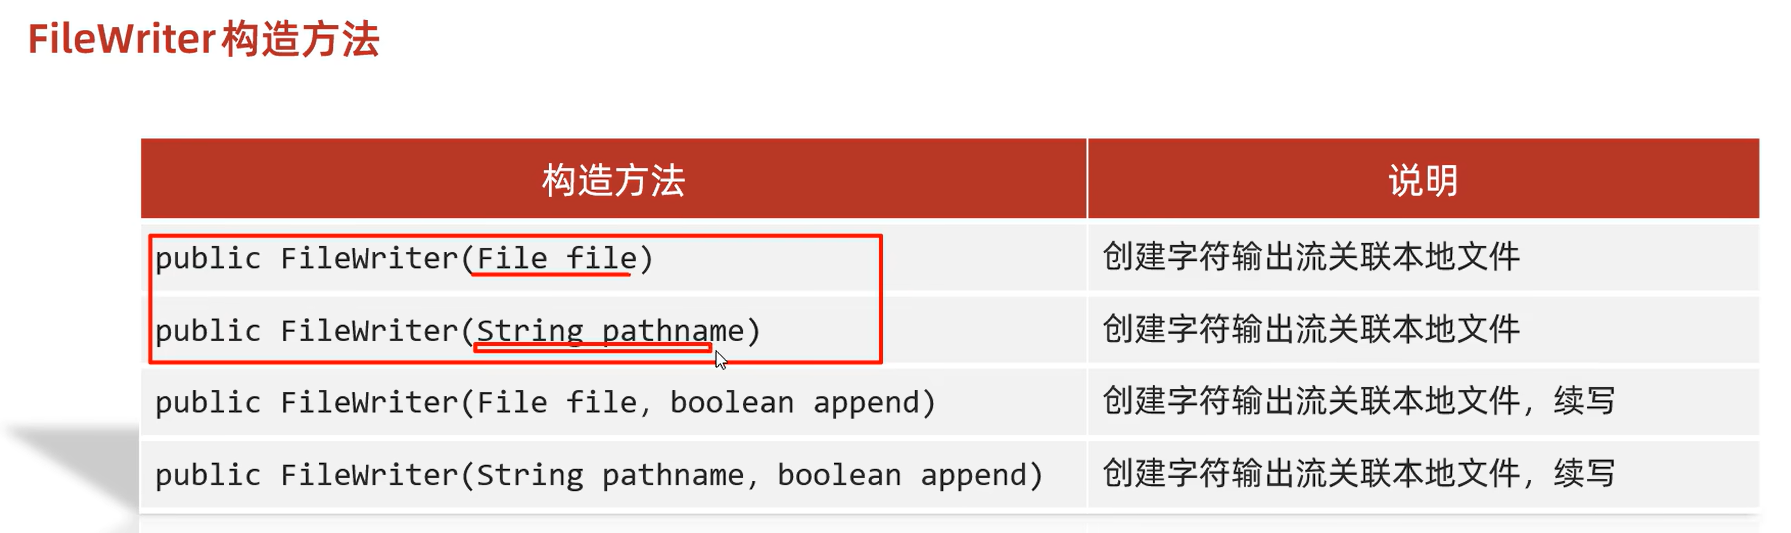 FileWriter构造方法
构造方法 说明
public FileWriter(File file) 创建字符输出流关联本地文件
public FileWriter(String pathname) 创建字符输出流关联本地文件
public FileWriter(File file, boolean append) 创建字符输出流关联本地文件，续写
public FileWriter(String pathname, boolean append) 创建字符输出流关联本地文件，续写